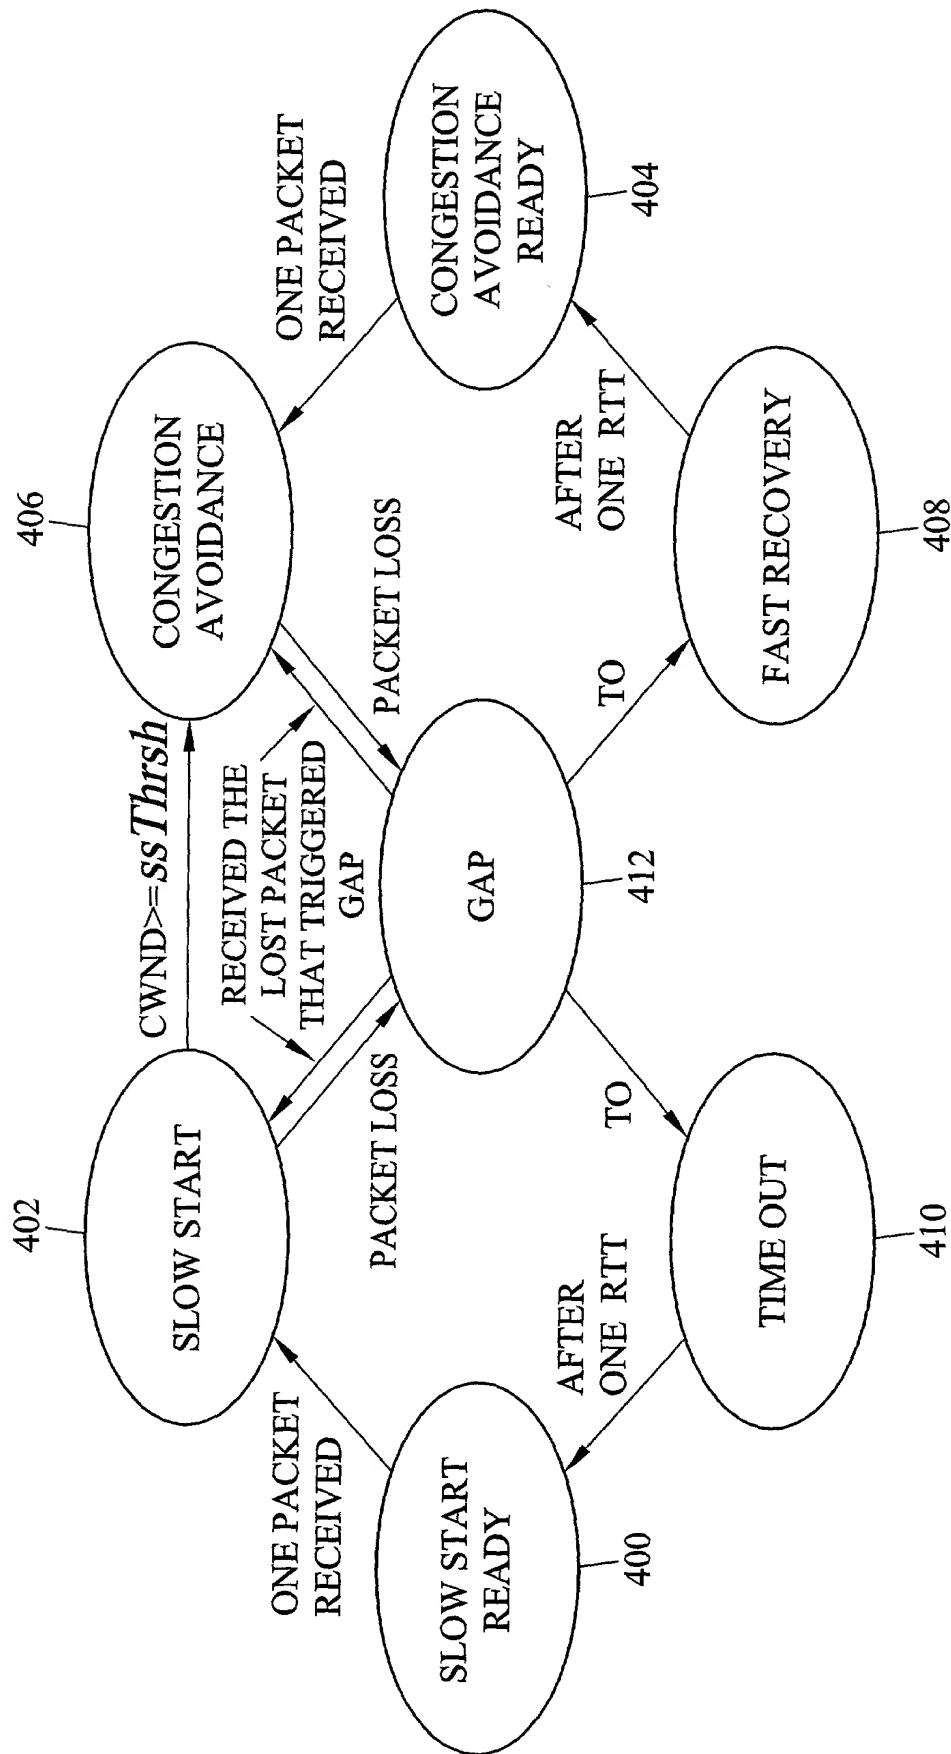 402
406
SLOW START
CWND>=ssThrsh
CONGESTION
AVOIDANCE
ONE PACKET
RECEIVED
RECEIVED THE
LOST PACKET
THAT TRIGGERED
GAP
ONE PACKET
RECEIVED
PACKET LOSS
PACKET LOSS
SLOW START
READY
400
GAP
412
CONGESTION
AVOIDANCE
READY
404
AFTER
ONE RTT
TO
TO
AFTER
ONE RTT
TIME OUT
410
FAST RECOVERY
408